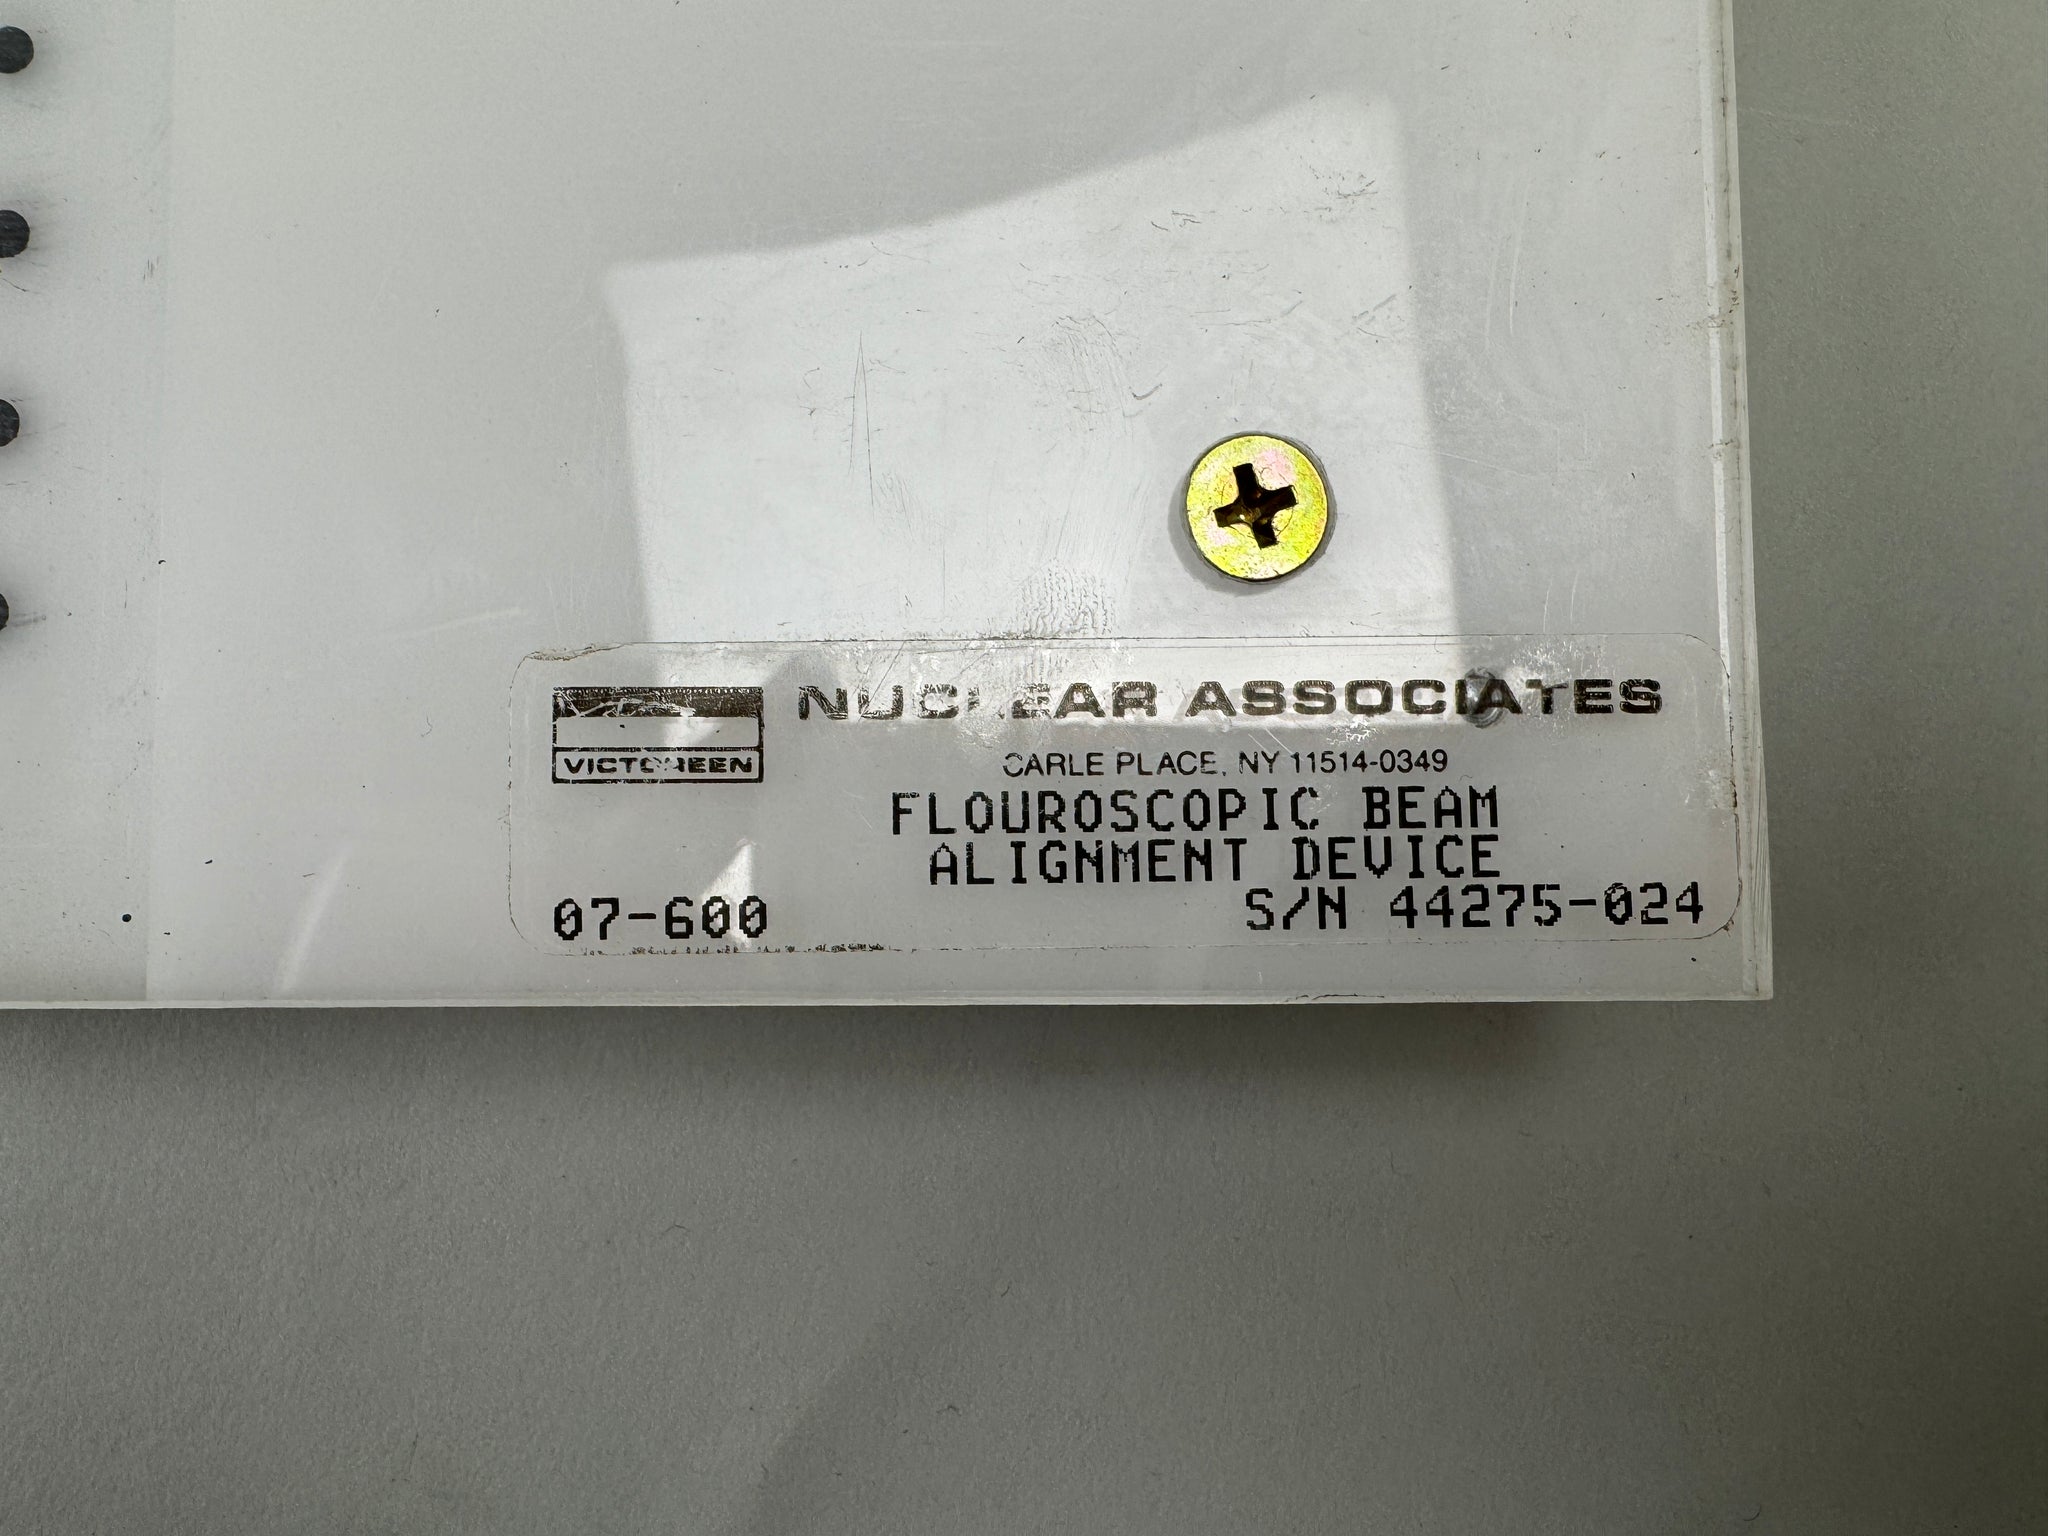 NUCLEAR ASSOCIATES
VICTOREEN
CARLE PLACE, NY 11514-0349
FLOUROSCOPIC BEAM
ALIGNMENT DEVICE
07-600
S/N 44275-024